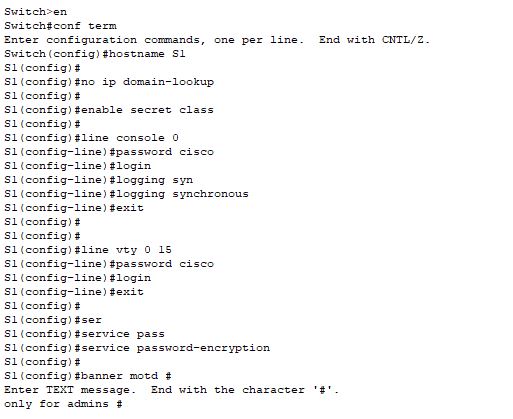 Switch>en
Switch#conf term
Enter configuration commands, one per line.  End with CNTL/Z.
Switch(config)#hostname S1
S1(config)#
S1(config)#no ip domain-lookup
S1(config)#
S1(config)#enable secret class
S1(config)#
S1(config)#line console 0
S1(config-line)#password cisco
S1(config-line)#login
S1(config-line)#logging syn
S1(config-line)#logging synchronous
S1(config-line)#exit
S1(config)#
S1(config)#
S1(config)#line vty 0 15
S1(config-line)#password cisco
S1(config-line)#login
S1(config-line)#exit
S1(config)#
S1(config)#ser
S1(config)#service pass
S1(config)#service password-encryption
S1(config)#
S1(config)#banner motd #
Enter TEXT message.  End with the character '#'.
only for admins #